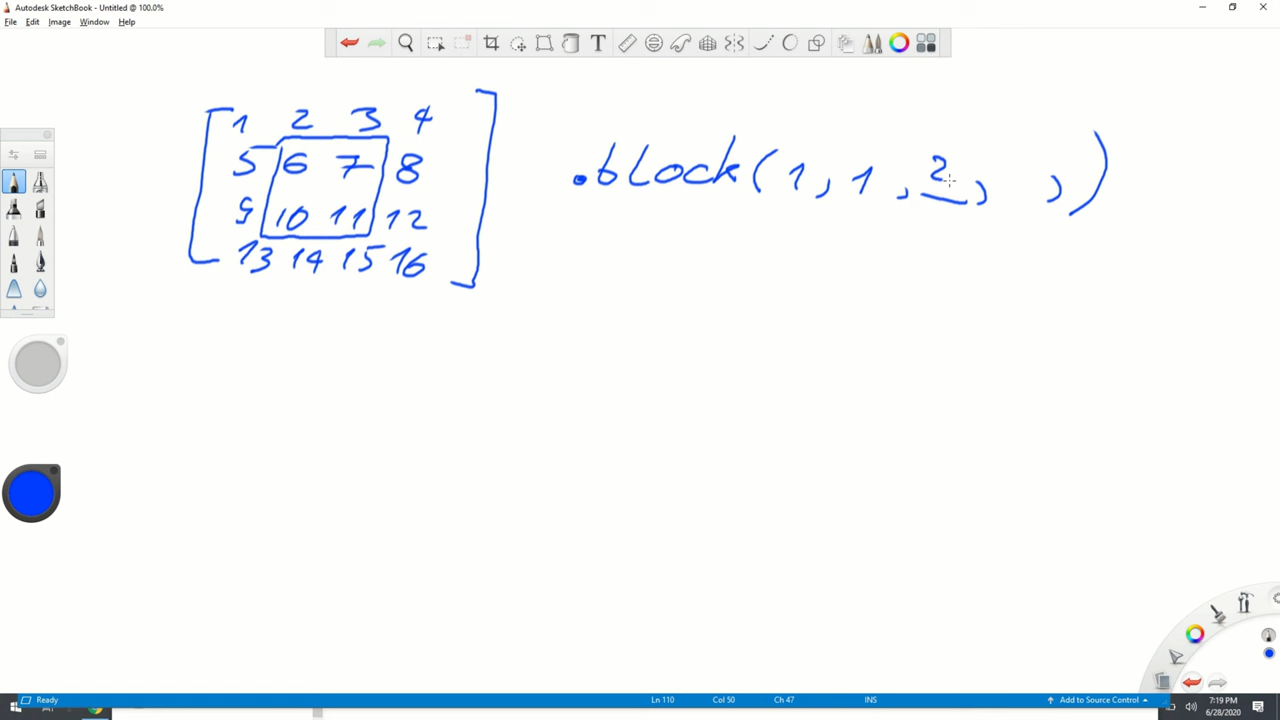 Autodesk SketchBook - Untitled @ 100.0%
File Edit Image Window Help
1 2 3 4
5 6 7 8
9 10 11 12
13 14 15 16
.block(1, 1, 2, , )
Ready Ln 110 Col 50 Ch 47 INS Add to Source Control
7:19 PM
6/28/2020